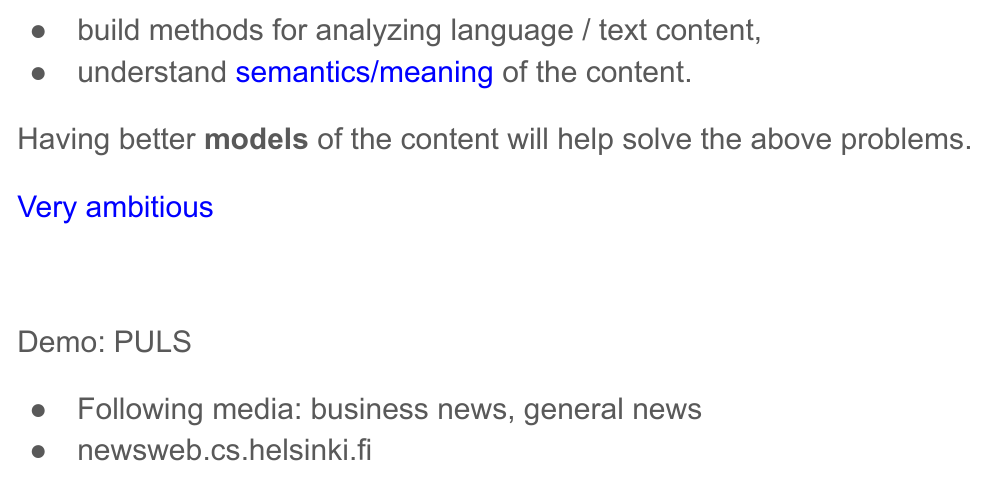 ● build methods for analyzing language / text content,
● understand semantics/meaning of the content.
Having better models of the content will help solve the above problems.
Very ambitious
Demo: PULS
● Following media: business news, general news
● newsweb.cs.helsinki.fi